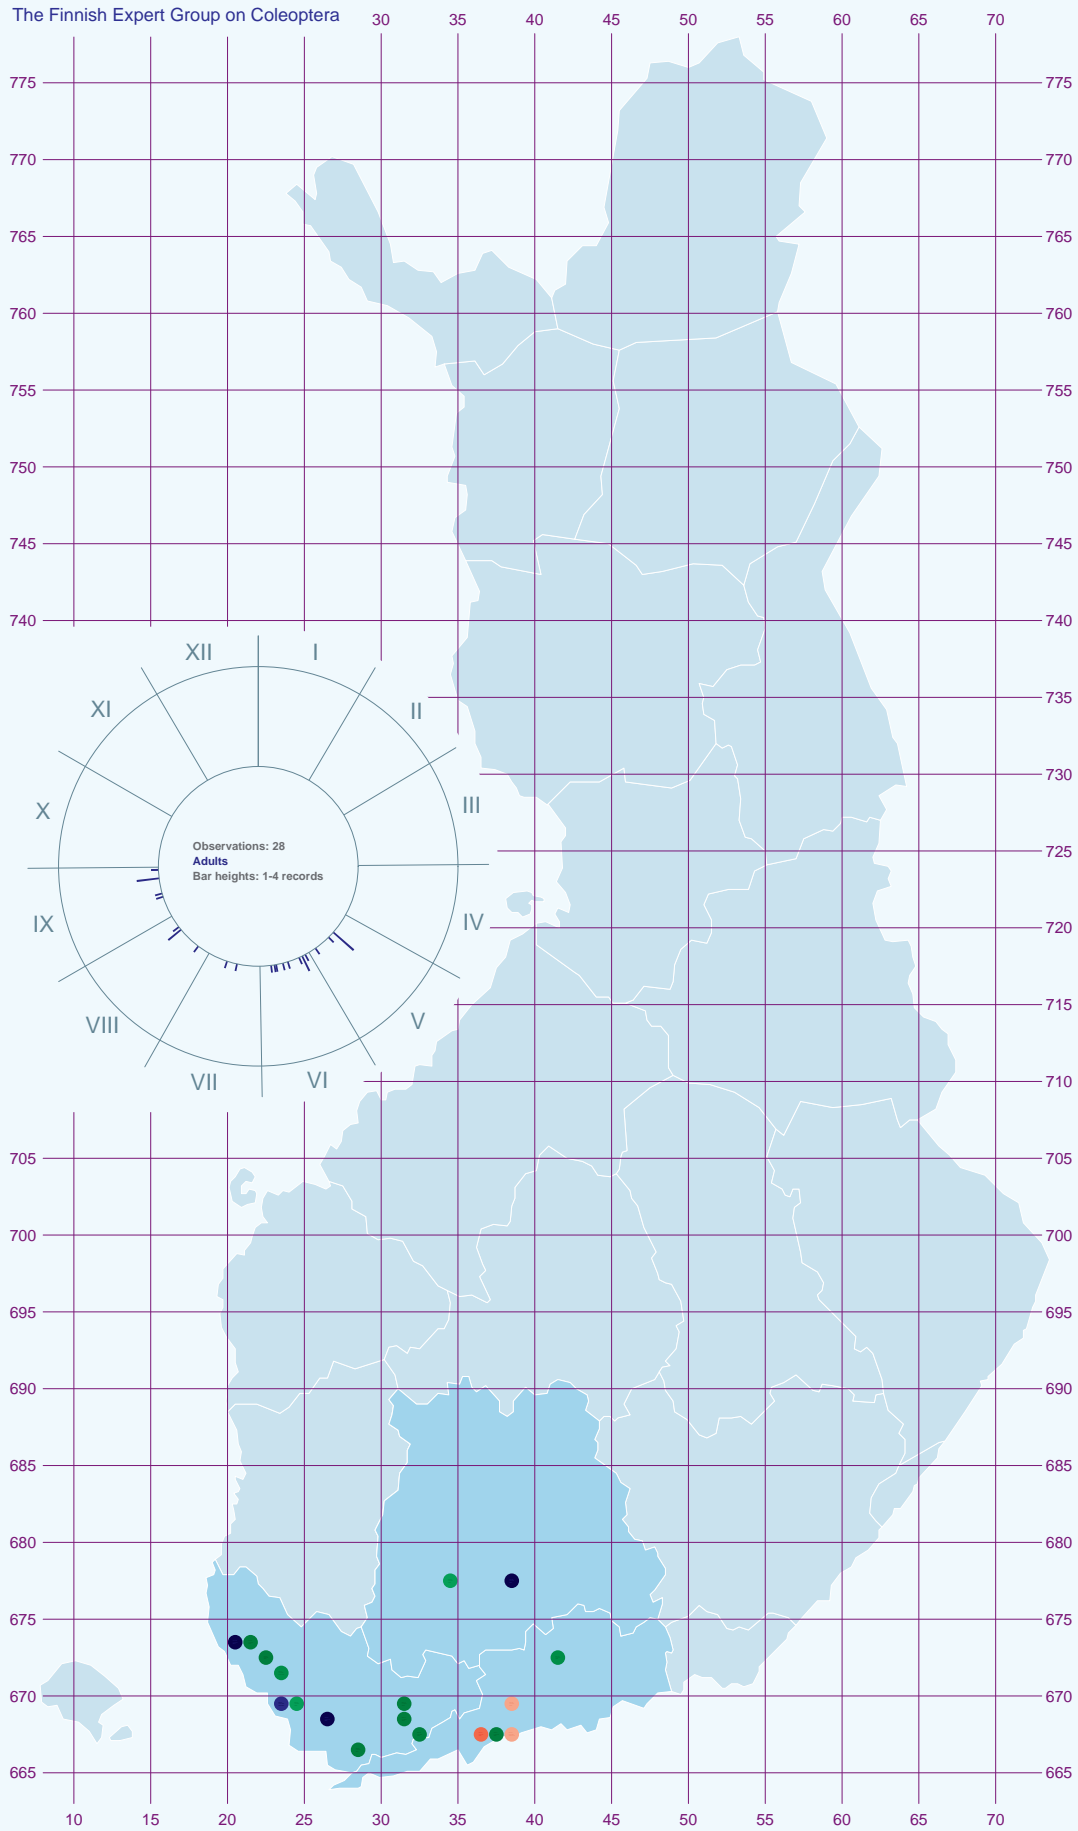 The Finnish Expert Group on Coleoptera
30 35 40 45 50 55 60 65 70
775 775
770 770
765 765
760 760
755 755
750 750
745 745
740 740
XII I
XI II
735
730
X III
Observations: 28
Adults
Bar heights: 1-4 records
725
IX IV 720
715
VIII V
VII VI
710
705 705
700 700
695 695
690 690
685 685
680 680
675 675
670 670
665 665
10 15 20 25 30 35 40 45 50 55 60 65 70